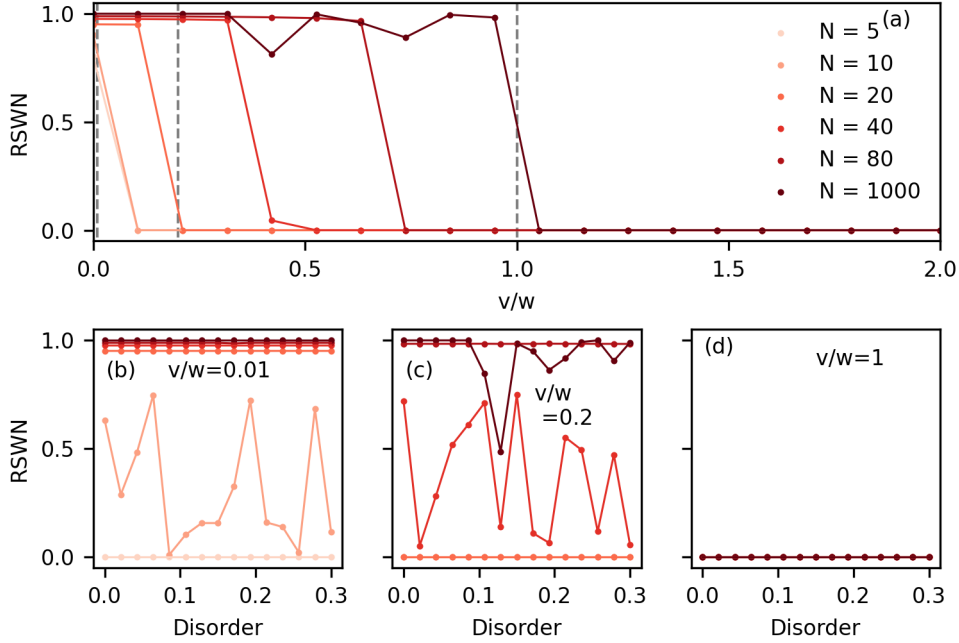 (a)
1.0
0.5
0.0
RSWN
N = 5
N = 10
N = 20
N = 40
N = 80
N = 1000
0.0 0.5 1.0 1.5 2.0
v/w
1.0
0.5
0.0
RSWN
(b)
v/w=0.01
0.0 0.1 0.2 0.3
Disorder
(c)
v/w
=0.2
0.0 0.1 0.2 0.3
Disorder
(d)
v/w=1
0.0 0.1 0.2 0.3
Disorder